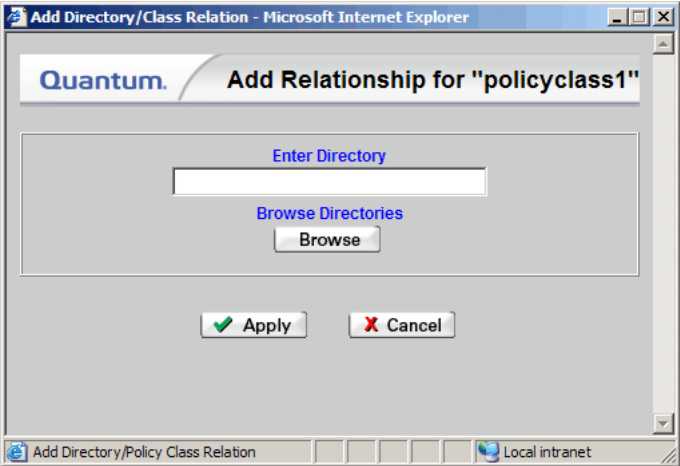 Add Directory/Class Relation - Microsoft Internet Explorer
Quantum. Add Relationship for "policyclass1"
Enter Directory
Browse Directories
Browse
Apply Cancel
Add Directory/Policy Class Relation Local intranet